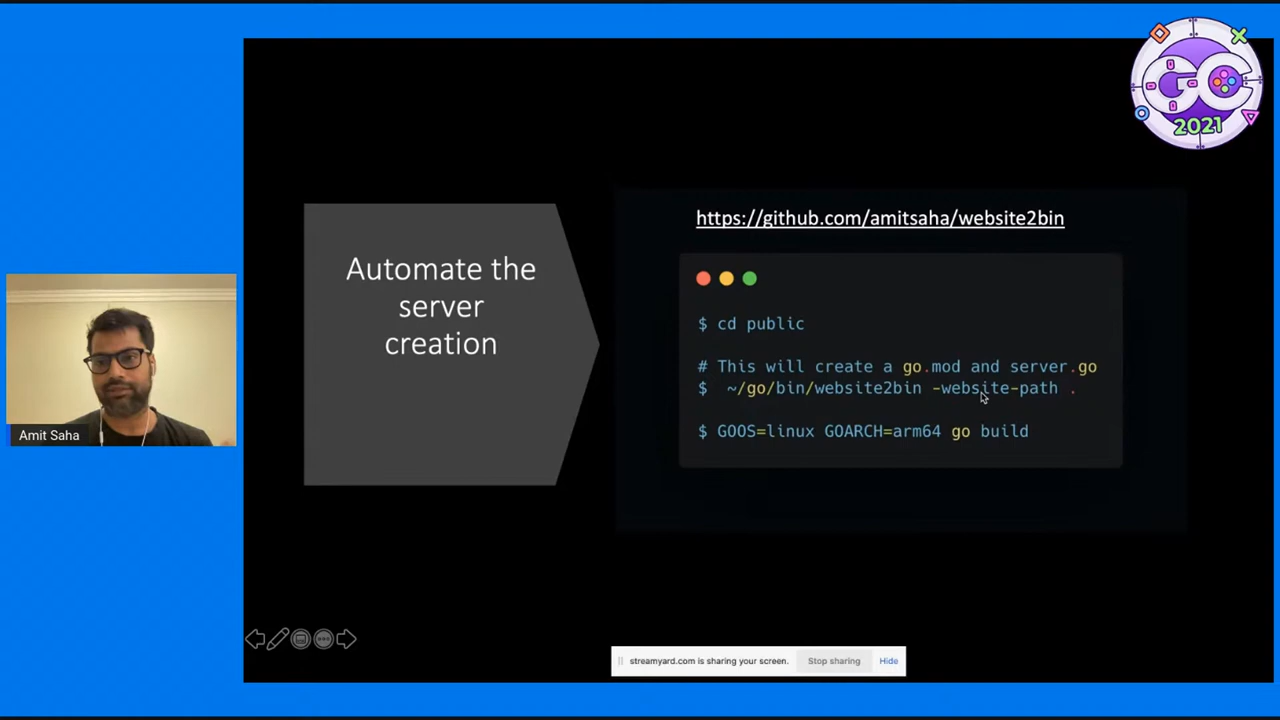 GC
2021
Automate the
server
creation
https://github.com/amitsaha/website2bin
$ cd public
# This will create a go.mod and server.go
$ ~/go/bin/website2bin -website-path .
$ GOOS=linux GOARCH=arm64 go build
Amit Saha
streamyard.com is sharing your screen. Stop sharing Hide